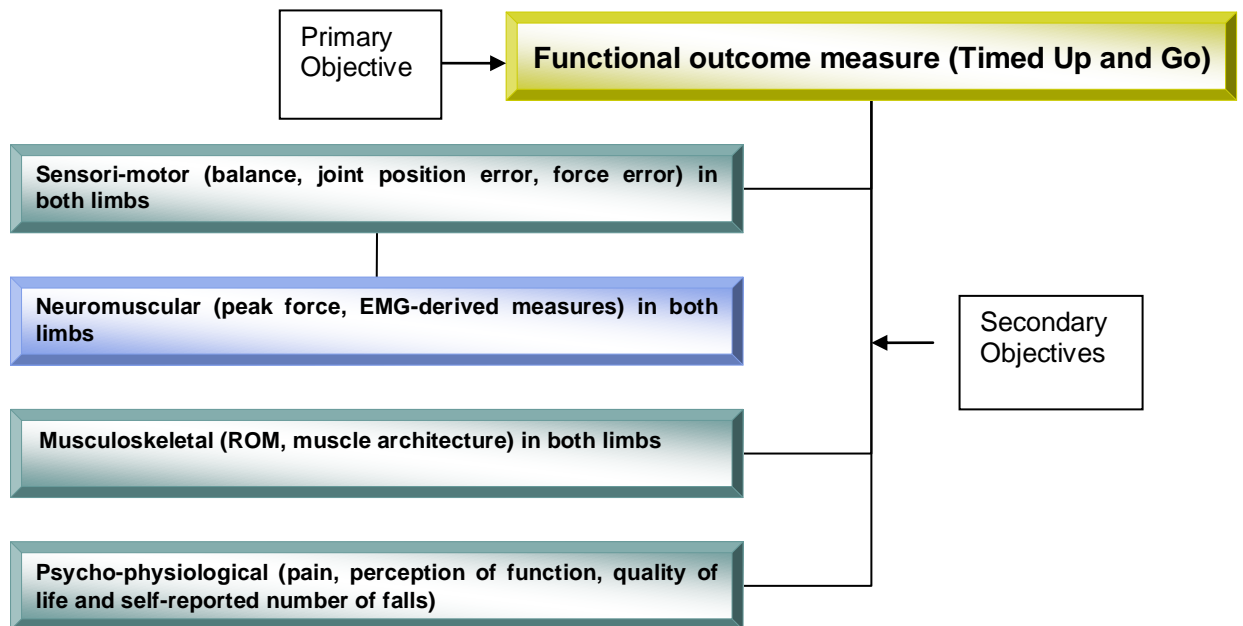 Primary
Objective
Functional outcome measure (Timed Up and Go)
Sensori-motor (balance, joint position error, force error) in
both limbs
Neuromuscular (peak force, EMG-derived measures) in both
limbs
Secondary
Objectives
Musculoskeletal (ROM, muscle architecture) in both limbs
Psycho-physiological (pain, perception of function, quality of
life and self-reported number of falls)